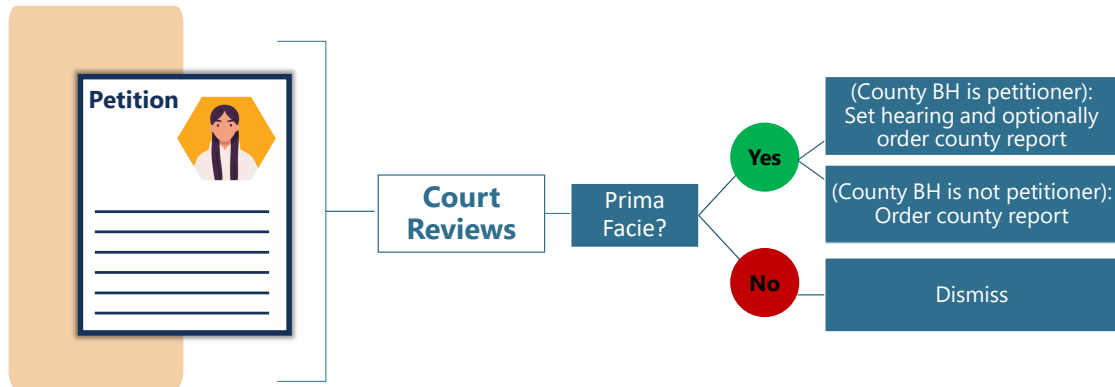 Petition
Court
Reviews
Prima
Facie?
Yes
(County BH is petitioner):
Set hearing and optionally
order county report
(County BH is not petitioner):
Order county report
No
Dismiss